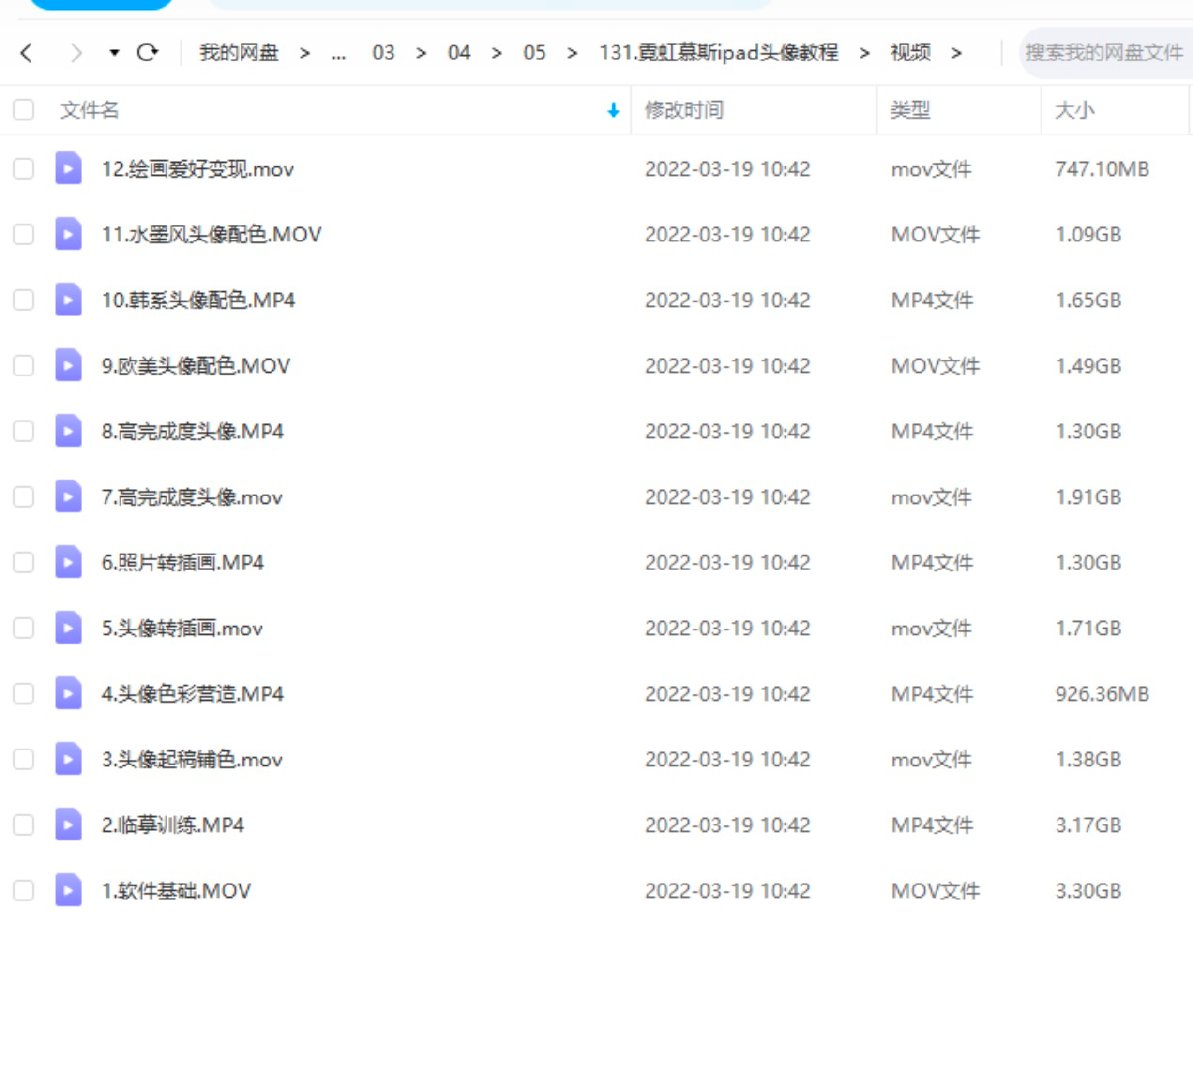 我的网盘 > ... 03 > 04 > 05 > 131.霓虹慕斯ipad头像教程 > 视频 > 搜索我的网盘文件
文件名 修改时间 类型 大小
12.绘画爱好变现.mov 2022-03-19 10:42 mov文件 747.10MB
11.水墨风头像配色.MOV 2022-03-19 10:42 MOV文件 1.09GB
10.韩系头像配色.MP4 2022-03-19 10:42 MP4文件 1.65GB
9.欧美头像配色.MOV 2022-03-19 10:42 MOV文件 1.49GB
8.高完成度头像.MP4 2022-03-19 10:42 MP4文件 1.30GB
7.高完成度头像.mov 2022-03-19 10:42 mov文件 1.91GB
6.照片转插画.MP4 2022-03-19 10:42 MP4文件 1.30GB
5.头像转插画.mov 2022-03-19 10:42 mov文件 1.71GB
4.头像色彩营造.MP4 2022-03-19 10:42 MP4文件 926.36MB
3.头像起稿铺色.mov 2022-03-19 10:42 mov文件 1.38GB
2.临摹训练.MP4 2022-03-19 10:42 MP4文件 3.17GB
1.软件基础.MOV 2022-03-19 10:42 MOV文件 3.30GB